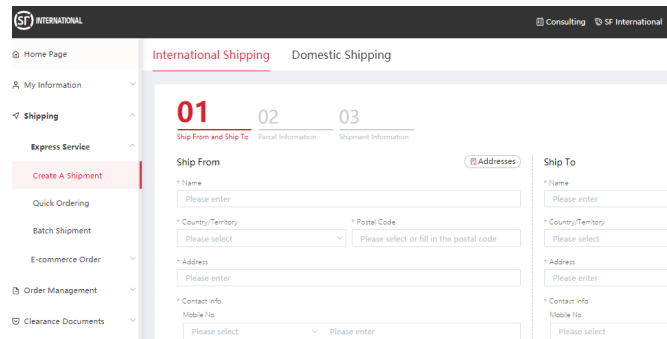 SF INTERNATIONAL
Consulting SF International
Home Page
My Information
Shipping
Express Service
Create A Shipment
Quick Ordering
Batch Shipment
E-commerce Order
Order Management
Clearance Documents
International Shipping Domestic Shipping
01 02 03
Ship From and Ship To Parcel Information Shipment Information
Ship From Addresses
* Name
Please enter
* Country/Territory * Postal Code
Please select Please select or fill in the postal code
* Address
Please enter
* Contact info
Mobile No.
Please select Please enter
Ship To
* Name
Please enter
* Country/Territory
Please select
* Address
Please enter
* Contact info
Mobile No.
Please select